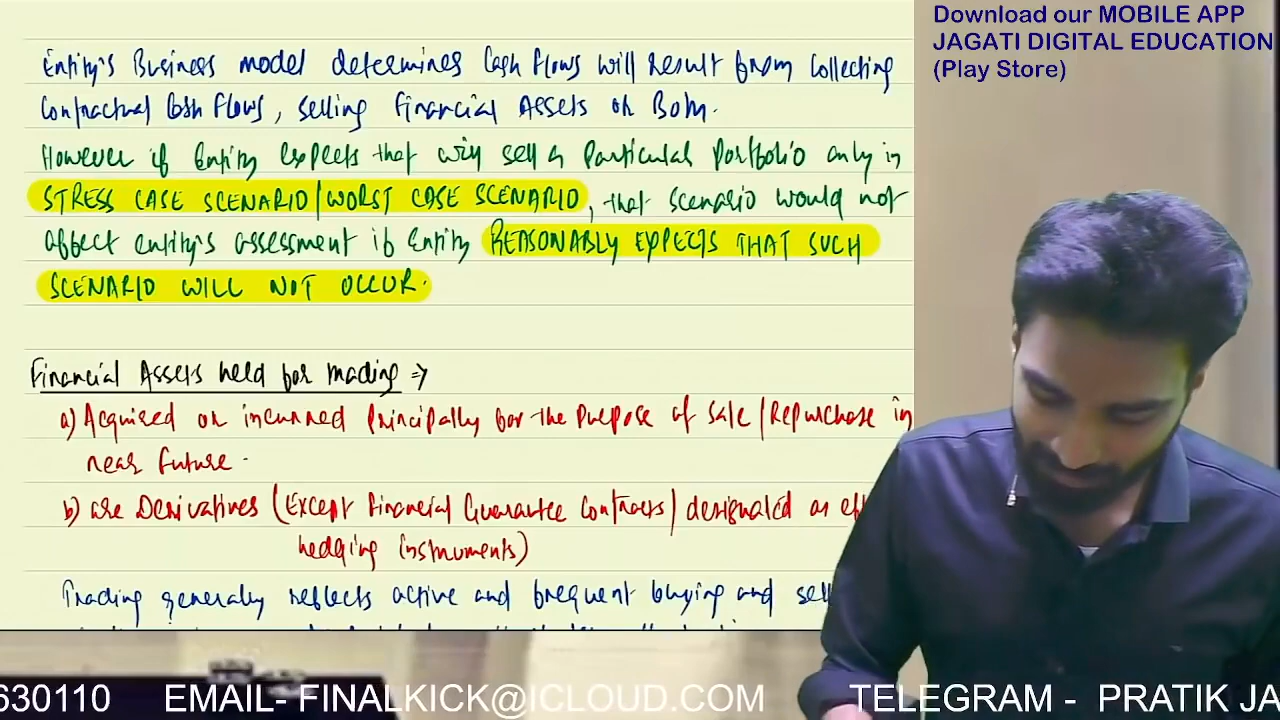 Download our MOBILE APP
JAGATI DIGITAL EDUCATION
(Play Store)
Entity's Business model determines Cash flows will result from Collecting
Contractual Cash Flows, selling Financial Assets or Both.
However if Entity expects that will sell a Particular Portfolio only in
STRESS CASE SCENARIO/WORST CASE SCENARIO, that scenario would not
affect entity's assessment if Entity REASONABLY EXPECTS THAT SUCH
SCENARIO WILL NOT OCCUR.
Financial Assets held for trading ⇒
a) Acquired or incurred Principally for the Purpose of Sale/Repurchase in
near future.
b) are Derivatives (Except Financial Guarantee Contracts/designated as
hedging instruments)
Trading generally reflects active and frequent buying and
630110 EMAIL- FINALKICK@ICLOUD.COM TELEGRAM - PRATIK JA